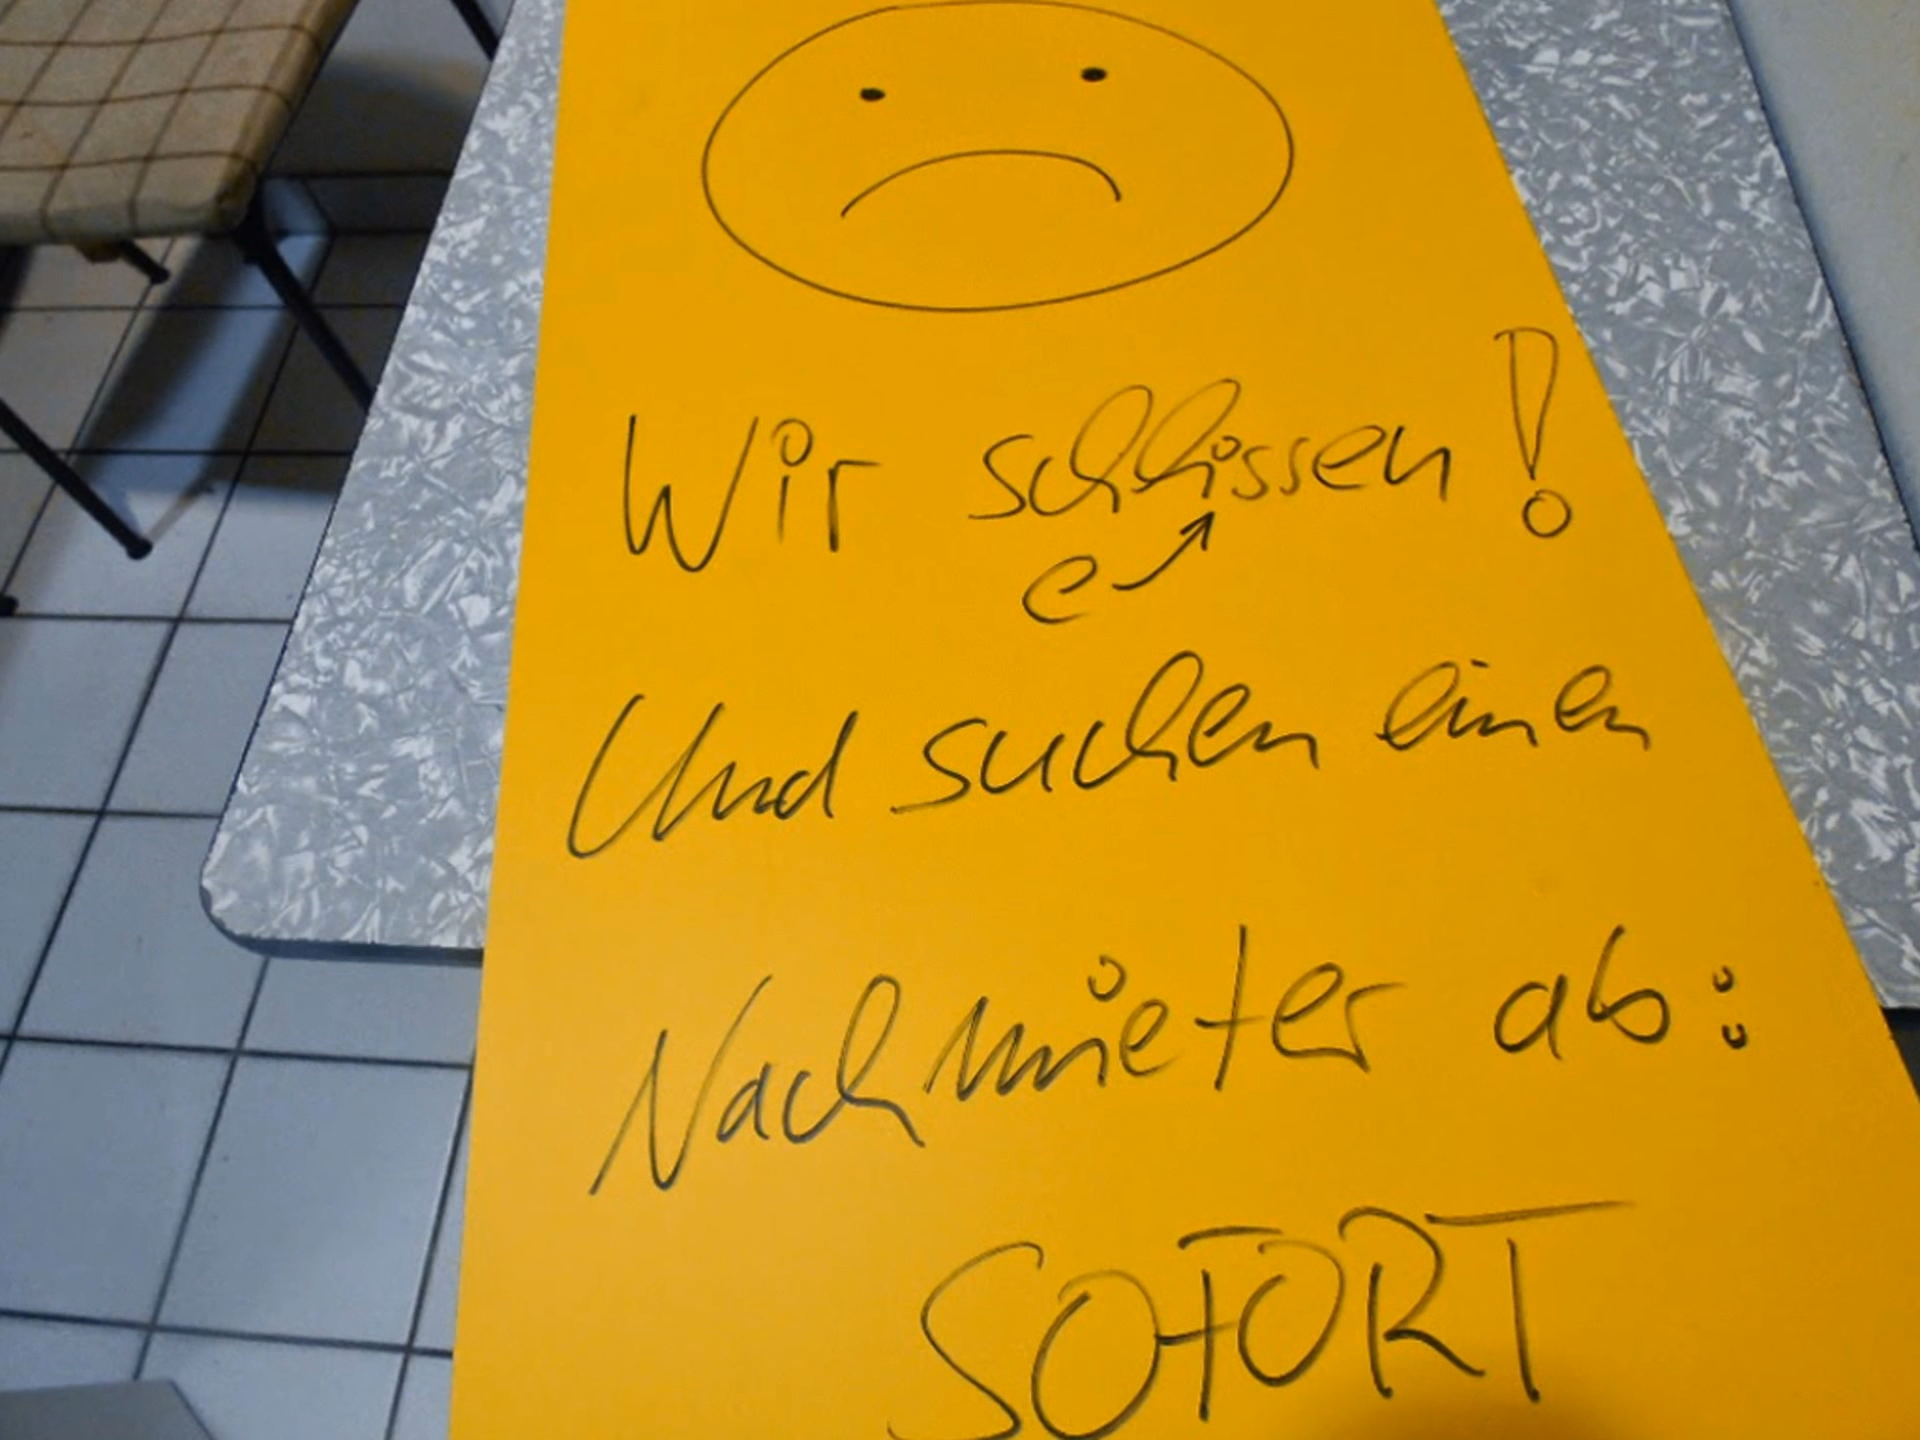 Wir schlissen!
e
Und suchen einen
Nachmieter ab:
SOFORT